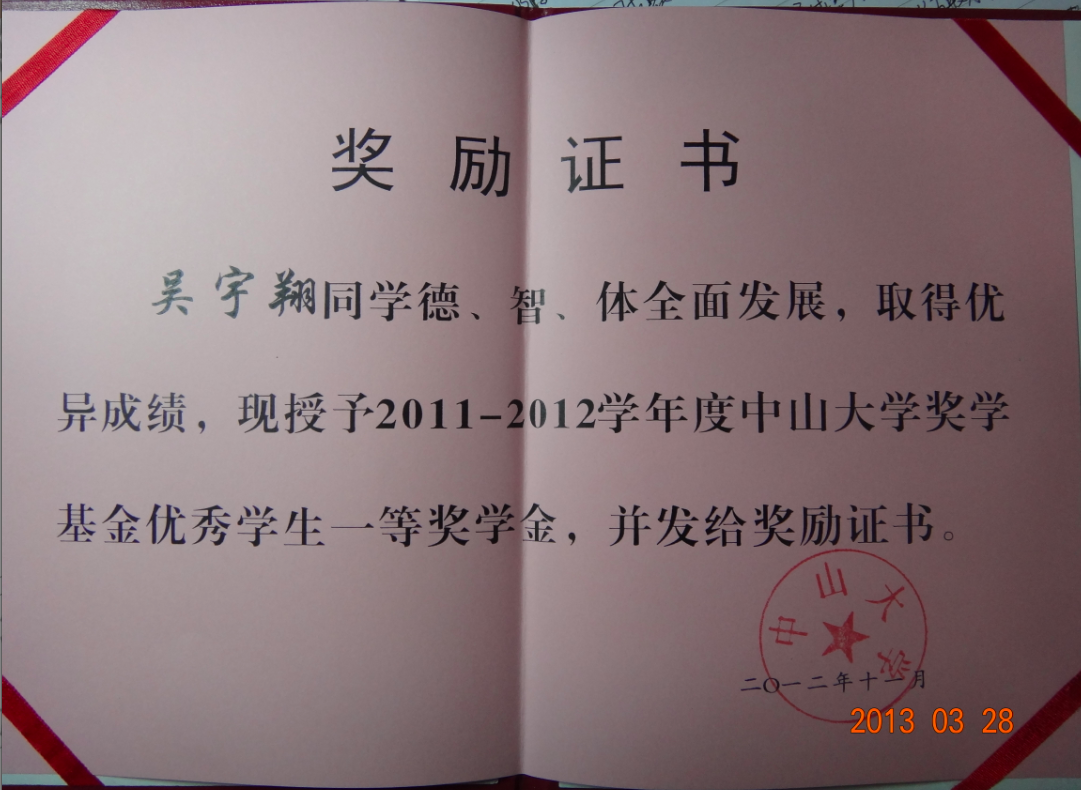 奖励证书
吴宇翔同学德、智、体全面发展，取得优
异成绩，现授予2011-2012学年度中山大学奖学
基金优秀学生一等奖学金，并发给奖励证书。
中山大学
二〇一二年十一月
2013 03 28